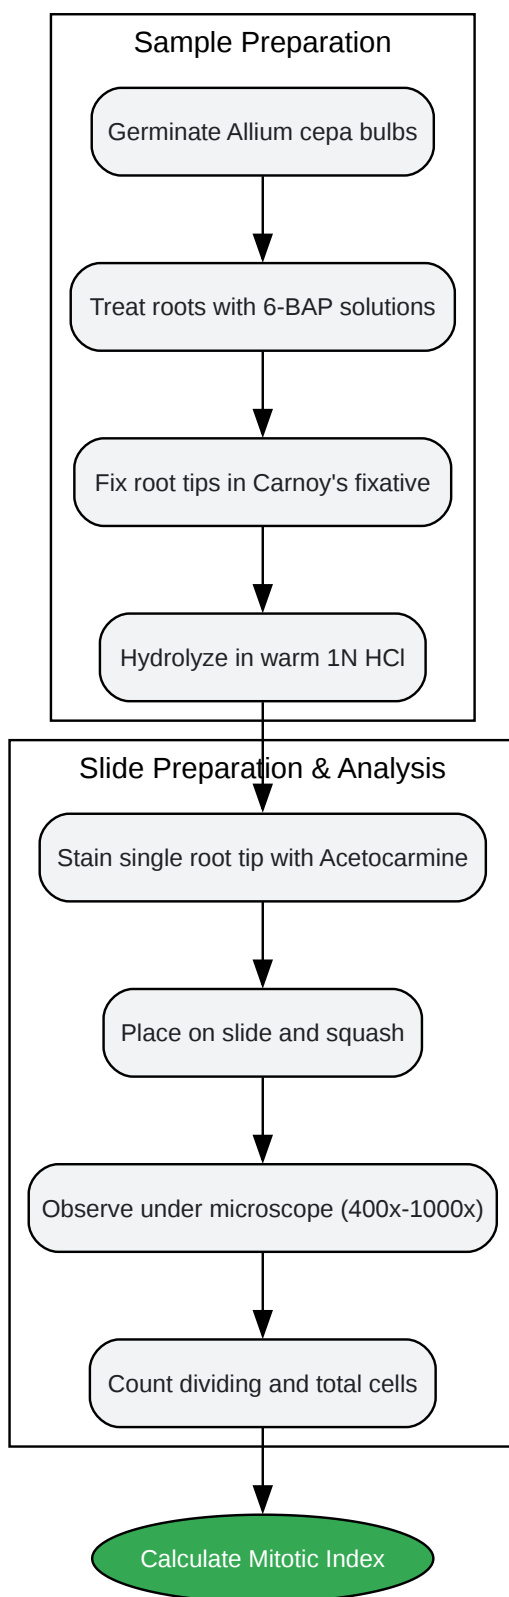 Sample Preparation
Germinate Allium cepa bulbs
Treat roots with 6-BAP solutions
Fix root tips in Carnoy's fixative
Hydrolyze in warm 1N HCl
Slide Preparation & Analysis
Stain single root tip with Acetocarmine
Place on slide and squash
Observe under microscope (400x-1000x)
Count dividing and total cells
Calculate Mitotic Index